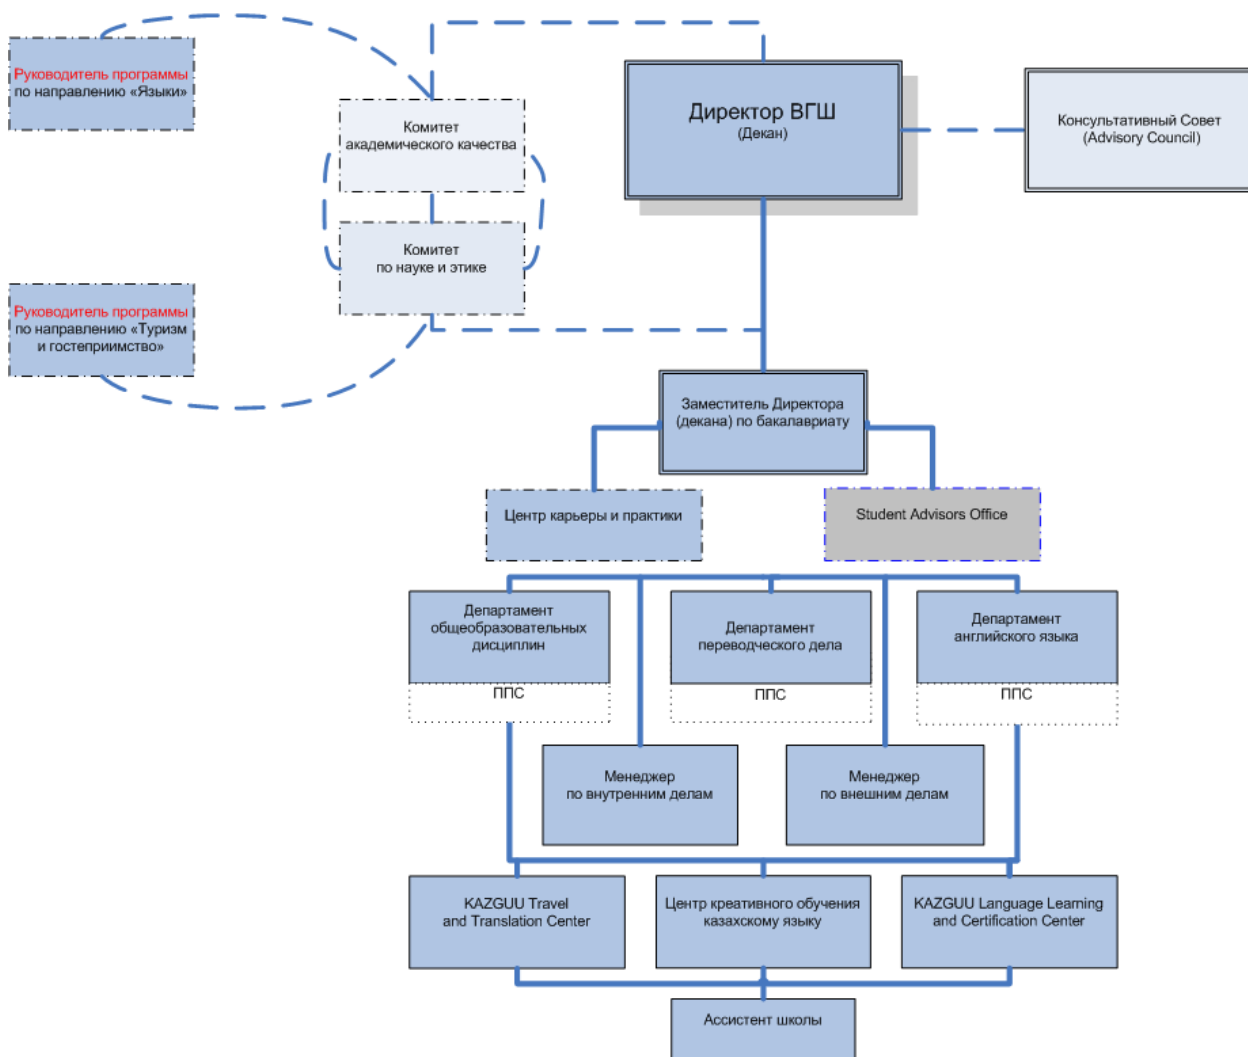 Руководитель программы
по направлению «Языки»
Комитет
академического качества
Директор ВГШ
(Декан)
Консультативный Совет
(Advisory Council)
Комитет
по науке и этике
Руководитель программы
по направлению «Туризм
и гостеприимство»
Заместитель Директора
(декана) по бакалавриату
Центр карьеры и практики
Student Advisors Office
Департамент
общеобразовательных
дисциплин
ППС
Департамент
переводческого дела
ППС
Департамент
английского языка
ППС
Менеджер
по внутренним делам
Менеджер
по внешним делам
KAZGUU Travel
and Translation Center
Центр креативного обучения
казахскому языку
KAZGUU Language Learning
and Certification Center
Ассистент школы